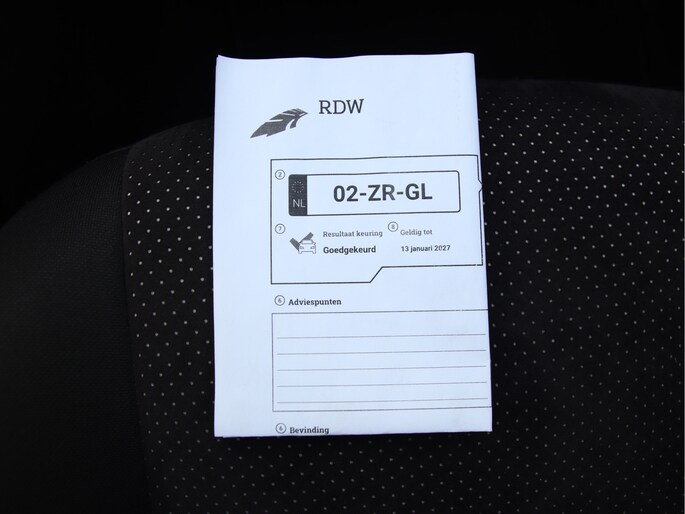 RDW
2
NL
02-ZR-GL
7 Resultaat keuring 8 Geldig tot
Goedgekeurd 13 januari 2027
6 Adviespunten
6 Bevinding